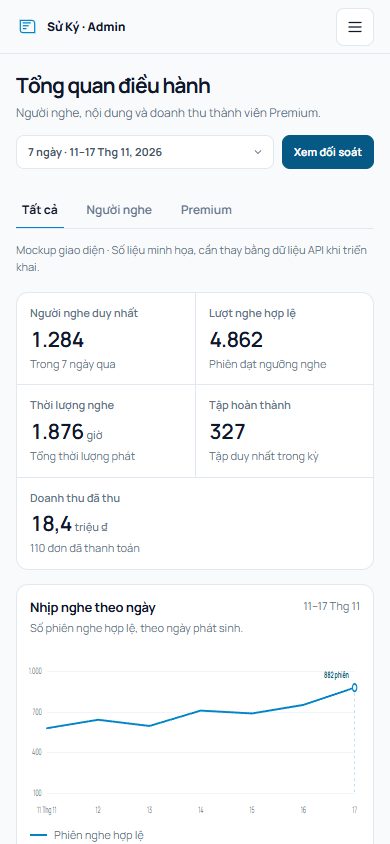 Sử Ký · Admin
Tổng quan điều hành
Người nghe, nội dung và doanh thu thành viên Premium.
7 ngày · 11–17 Thg 11, 2026
Xem đối soát
Tất cả
Người nghe
Premium
Mockup giao diện · Số liệu minh họa, cần thay bằng dữ liệu API khi triển
khai.
Người nghe duy nhất
1.284
Trong 7 ngày qua
Lượt nghe hợp lệ
4.862
Phiên đạt ngưỡng nghe
Thời lượng nghe
1.876 giờ
Tổng thời lượng phát
Tập hoàn thành
327
Tập duy nhất trong kỳ
Doanh thu đã thu
18,4 triệu ₫
110 đơn đã thanh toán
Nhịp nghe theo ngày
11–17 Thg 11
Số phiên nghe hợp lệ, theo ngày phát sinh.
882 phiên
1.000
700
400
100
11 Thg 11
12
13
14
15
16
17
Phiên nghe hợp lệ